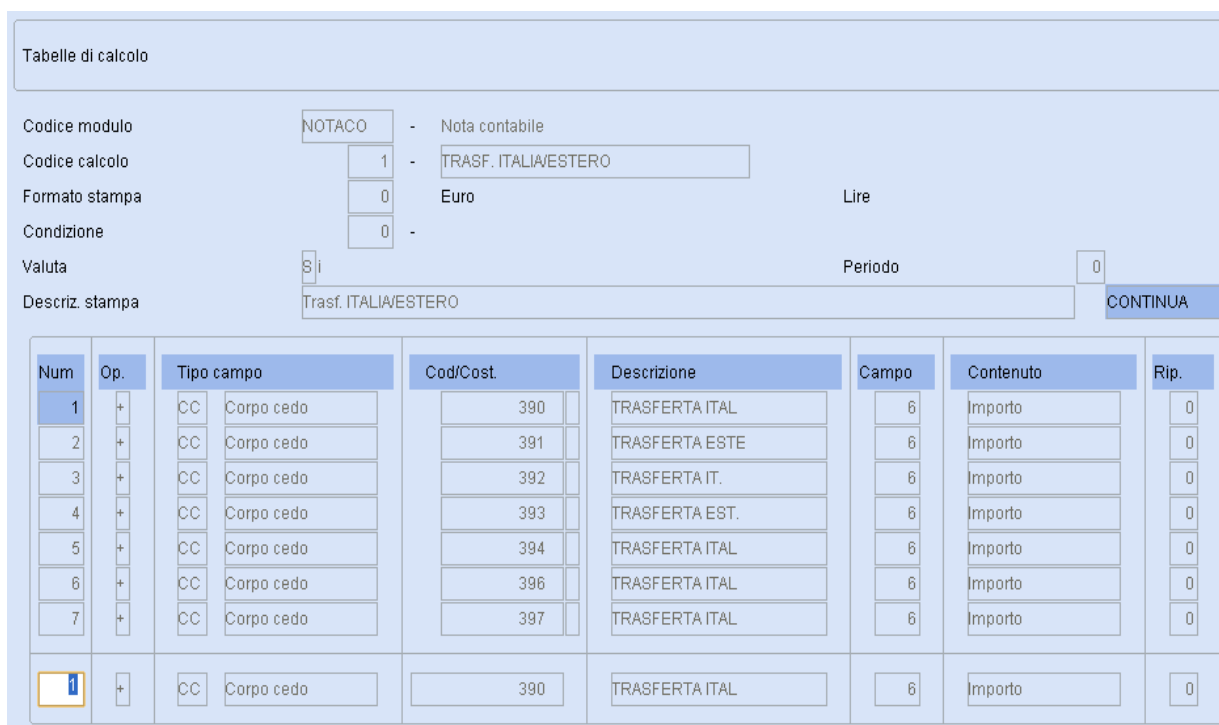 Tabelle di calcolo
Codice modulo NOTACO - Nota contabile
Codice calcolo 1 - TRASF. ITALIA/ESTERO
Formato stampa 0 Euro Lire
Condizione 0 -
Valuta S i Periodo 0
Descriz. stampa Trasf. ITALIA/ESTERO CONTINUA
Num Op. Tipo campo Cod/Cost. Descrizione Campo Contenuto Rip.
1 + CC Corpo cedo 390 TRASFERTA ITAL 6 Importo 0
2 + CC Corpo cedo 391 TRASFERTA ESTE 6 Importo 0
3 + CC Corpo cedo 392 TRASFERTA IT. 6 Importo 0
4 + CC Corpo cedo 393 TRASFERTA EST. 6 Importo 0
5 + CC Corpo cedo 394 TRASFERTA ITAL 6 Importo 0
6 + CC Corpo cedo 396 TRASFERTA ITAL 6 Importo 0
7 + CC Corpo cedo 397 TRASFERTA ITAL 6 Importo 0
1 + CC Corpo cedo 390 TRASFERTA ITAL 6 Importo 0